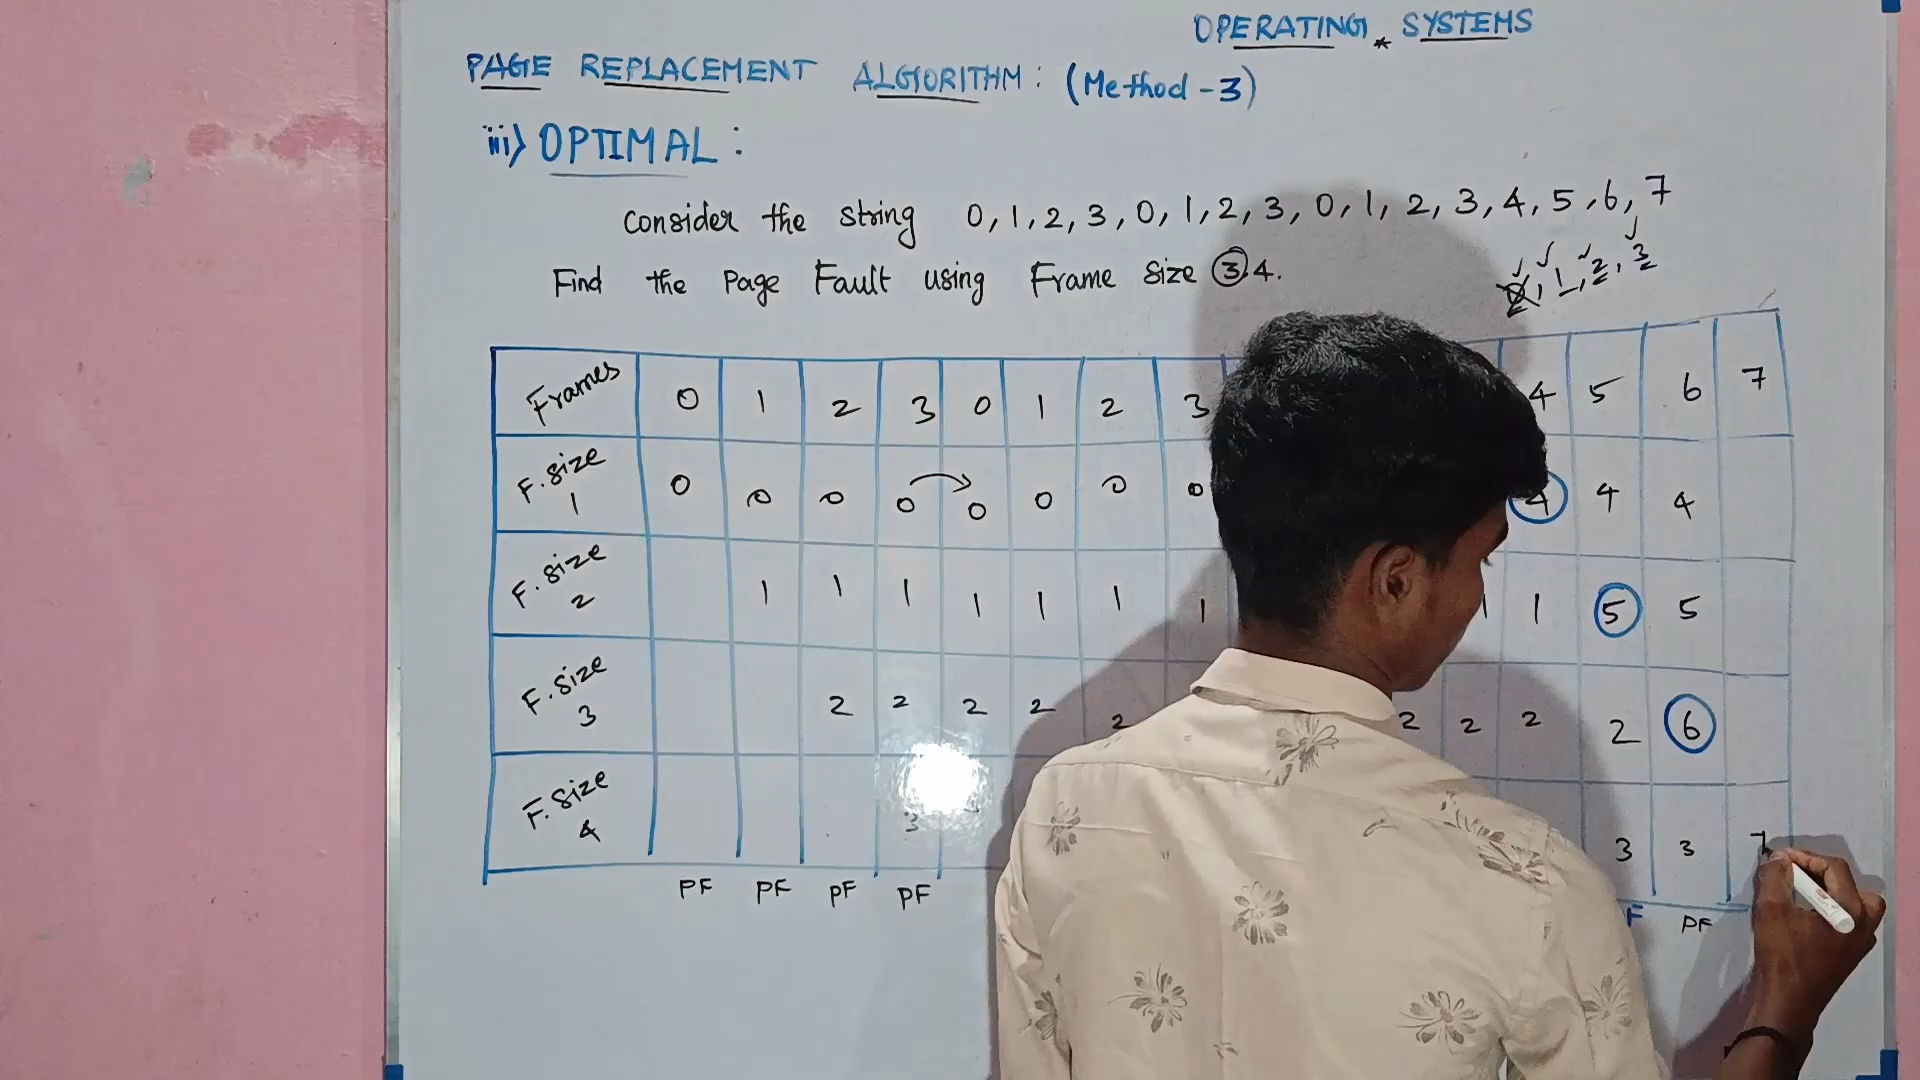 OPERATING SYSTEMS
PAGE REPLACEMENT ALGORITHM: (Method-3)
iii) OPTIMAL:
Consider the string 0, 1, 2, 3, 0, 1, 2, 3, 0, 1, 2, 3, 4, 5, 6, 7
Find the Page Fault using Frame Size 3,4.
0, 1, 2, 3
Frames 0 1 2 3 0 1 2 3 4 5 6 7
F.size 1 0 0 0 0 0 0 0 0 4 4 4
F.size 2 1 1 1 1 1 1 1 1 1 5 5
F.size 3 2 2 2 2 2 2 2 2 2 6
F.size 4 3 3 3 7
PF PF PF PF F PF